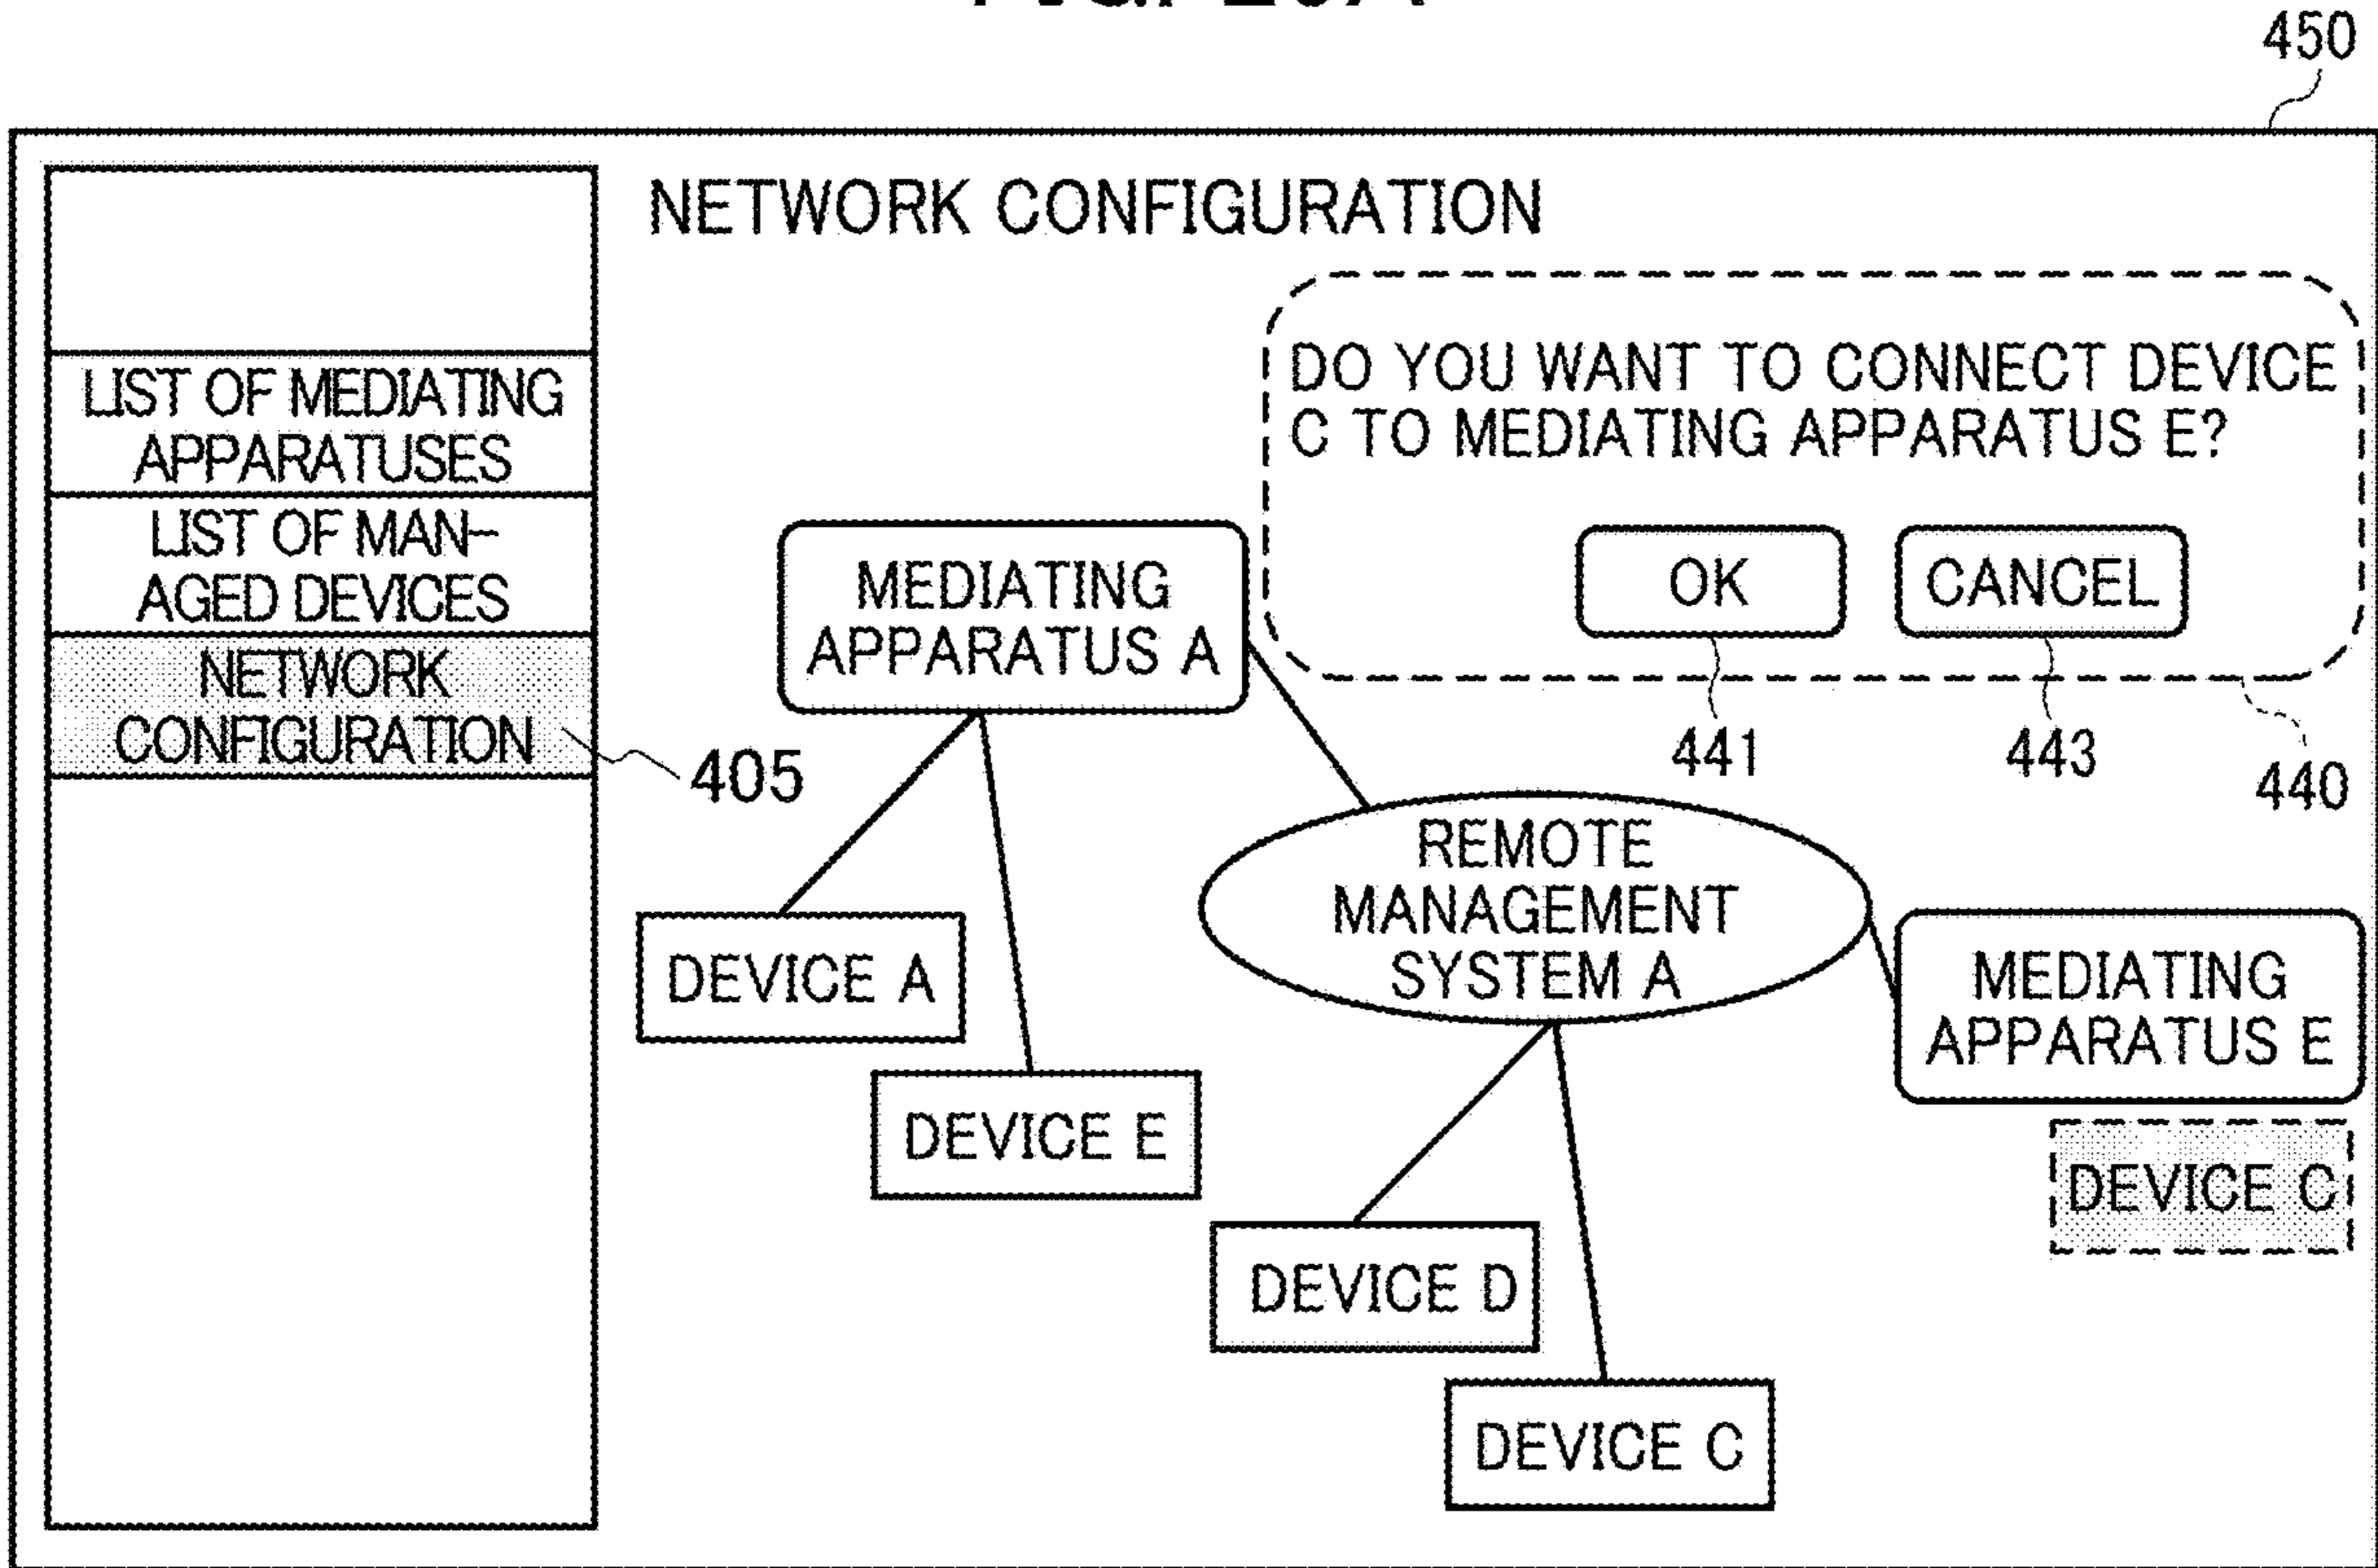 450
NETWORK CONFIGURATION
LIST OF MEDIATING
APPARATUSES
LIST OF MAN-
AGED DEVICES
NETWORK
CONFIGURATION
405
DO YOU WANT TO CONNECT DEVICE
C TO MEDIATING APPARATUS E?
OK
CANCEL
441
443
440
MEDIATING
APPARATUS A
REMOTE
MANAGEMENT
SYSTEM A
DEVICE A
MEDIATING
APPARATUS E
DEVICE E
DEVICE C
DEVICE D
DEVICE C